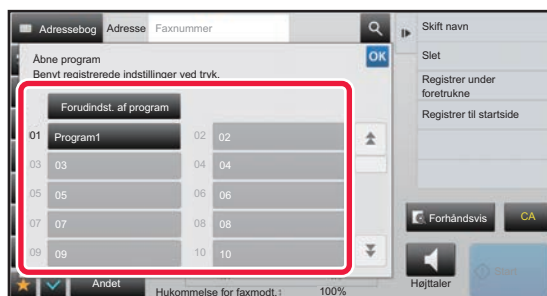 Adressebog
Adresse
Faxnummer
Åbne program
OK
Benyt registrerede indstillinger ved tryk.
Forudindst. af program
01 Program1
02 02
03 03
04 04
05 05
06 06
07 07
08 08
09 09
10 10
Andet
Hukommelse for faxmodt.:
100%
Skift navn
Slet
Registrer under
foretrukne
Registrer til startside
Forhåndsvis
CA
Højttaler
Start